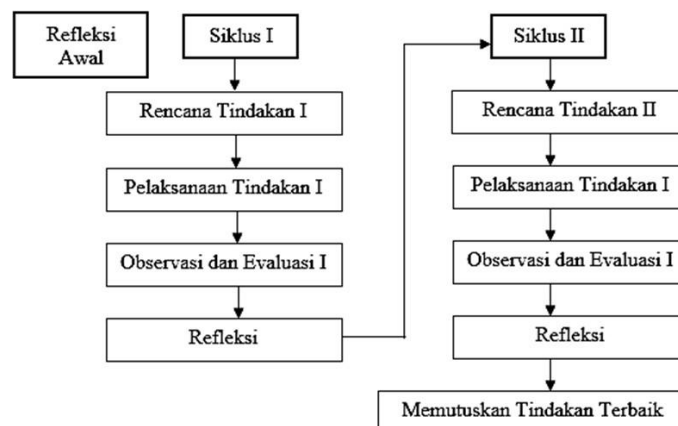 Refleksi
Awal
Siklus I
Rencana Tindakan I
Pelaksanaan Tindakan I
Observasi dan Evaluasi I
Refleksi
Siklus II
Rencana Tindakan II
Pelaksanaan Tindakan I
Observasi dan Evaluasi I
Refleksi
Memutuskan Tindakan Terbaik